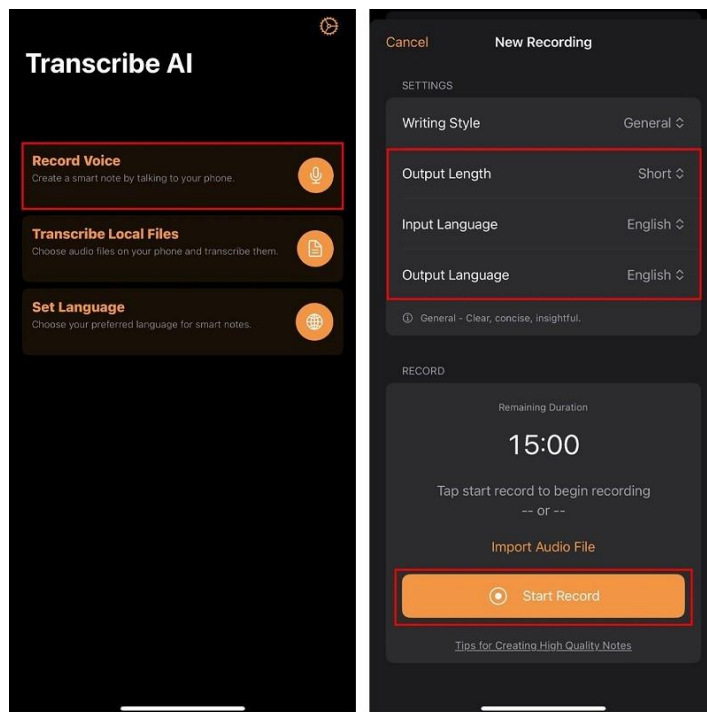 Transcribe AI
Record Voice
Create a smart note by talking to your phone.
Transcribe Local Files
Choose audio files on your phone and transcribe them.
Set Language
Choose your preferred language for smart notes.
Cancel
New Recording
SETTINGS
Writing Style
General
Output Length
Short
Input Language
English
Output Language
English
General - Clear, concise, insightful.
RECORD
Remaining Duration
15:00
Tap start record to begin recording
-- or --
Import Audio File
Start Record
Tips for Creating High Quality Notes